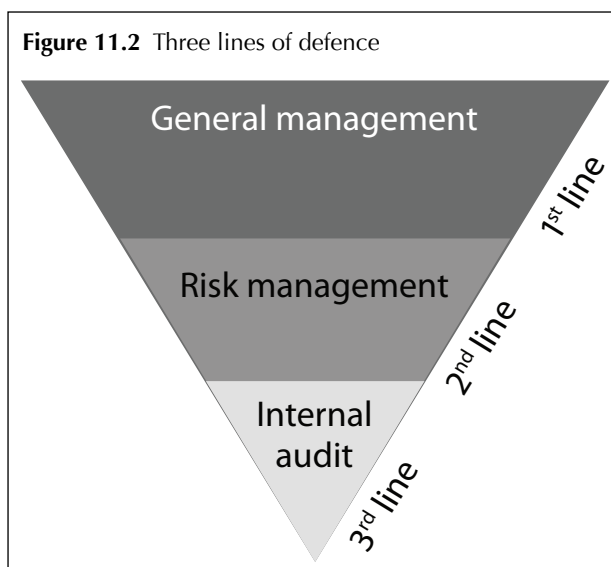 Figure 11.2 Three lines of defence
General management
1st line
Risk management
2nd line
Internal
audit
3rd line